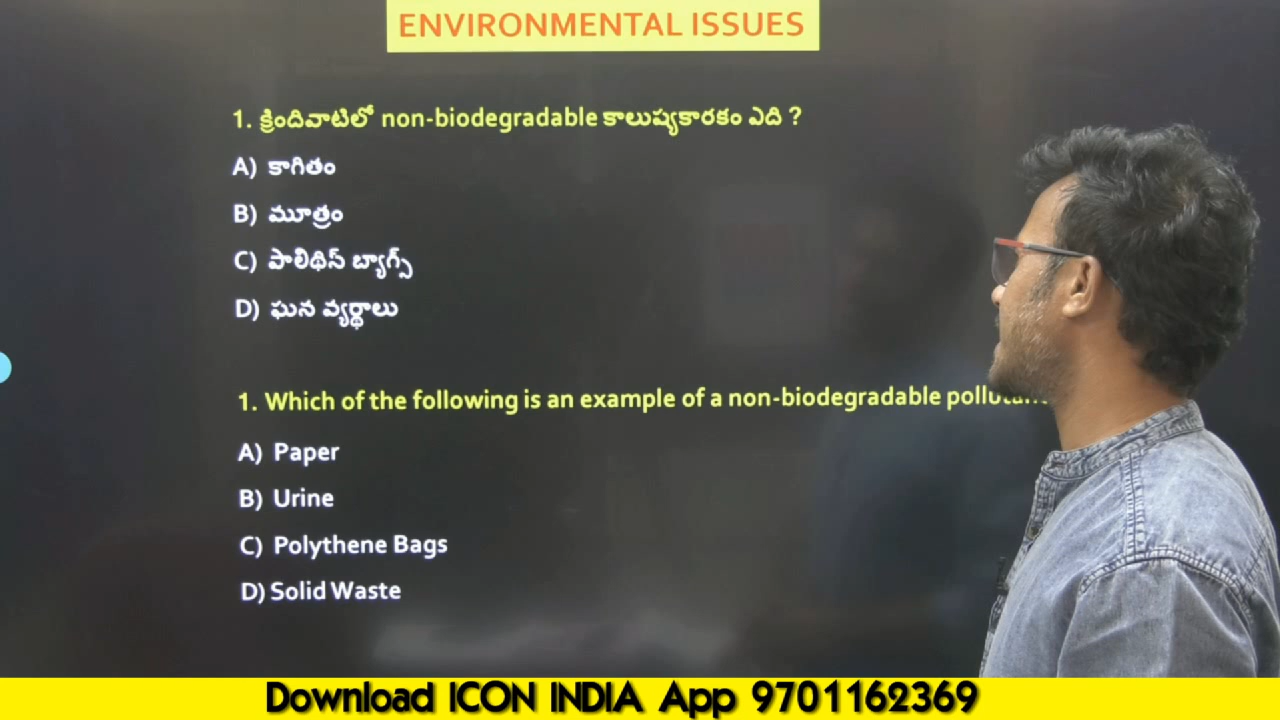 ENVIRONMENTAL ISSUES
1. క్రిందివాటిలో non-biodegradable కాలుష్యకారకం ఎది ?
A) కాగితం
B) మూత్రం
C) పాలిథిస్ బ్యాగ్స్
D) ఘన వ్యర్థాలు
1. Which of the following is an example of a non-biodegradable
A) Paper
B) Urine
C) Polythene Bags
D) Solid Waste
Download ICON INDIA App 9701162369